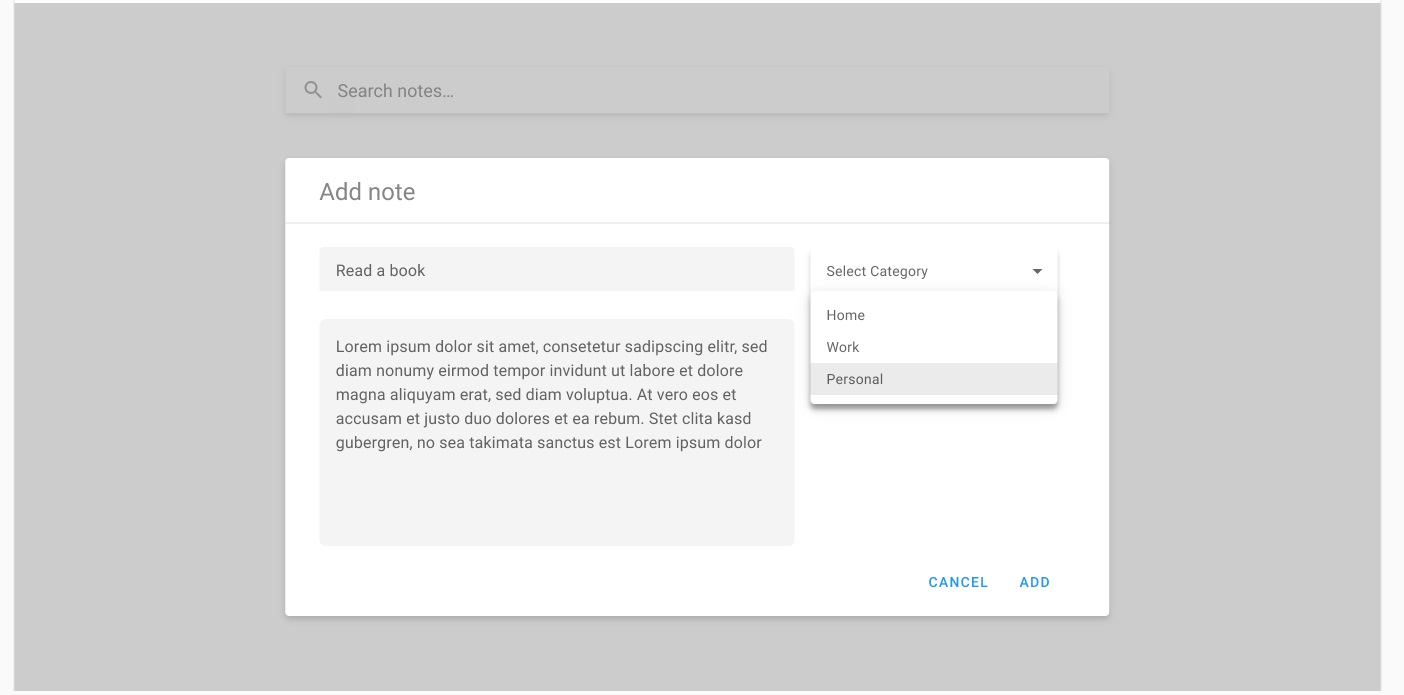 Search notes…
Add note
Read a book
Select Category
Home
Work
Personal
Lorem ipsum dolor sit amet, consetetur sadipscing elitr, sed
diam nonumy eirmod tempor invidunt ut labore et dolore
magna aliquyam erat, sed diam voluptua. At vero eos et
accusam et justo duo dolores et ea rebum. Stet clita kasd
gubergren, no sea takimata sanctus est Lorem ipsum dolor
CANCEL
ADD